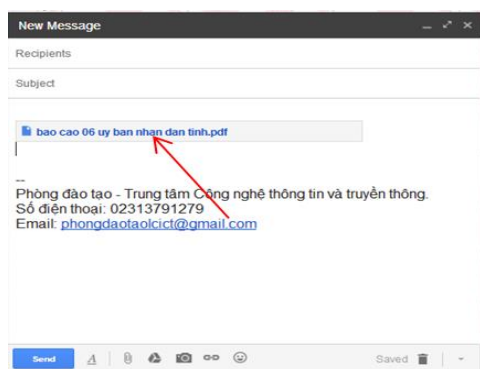 New Message
Recipients
Subject
bao cao 06 uy ban nhan dan tinh.pdf
--
Phòng đào tạo - Trung tâm Công nghệ thông tin và truyền thông.
Số điện thoại: 02313791279
Email: phongdaotaolcict@gmail.com
Send A Saved